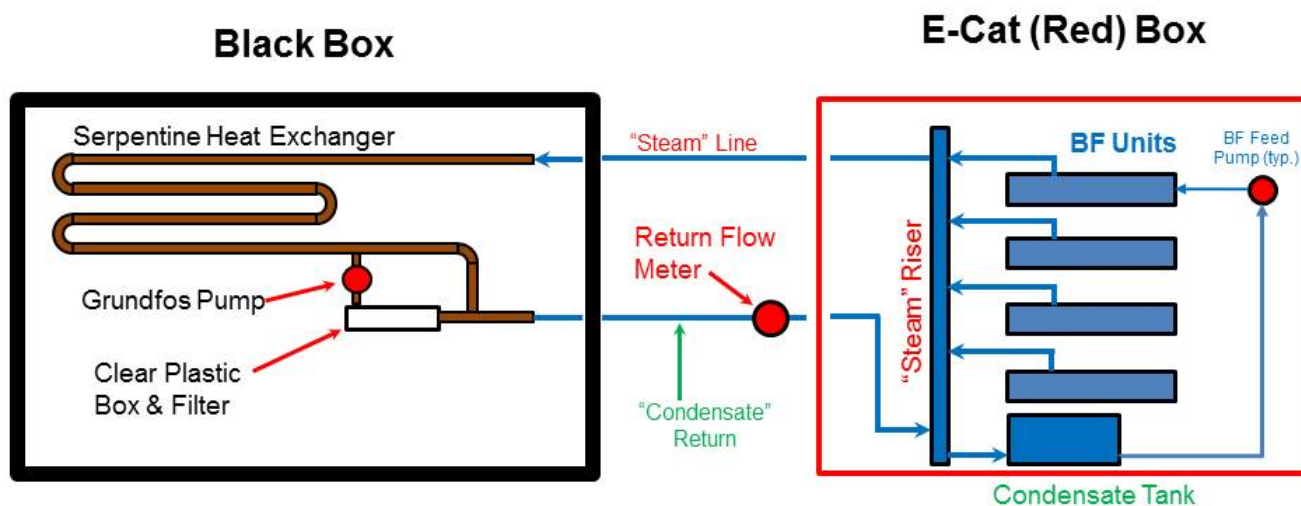 Black Box
E-Cat (Red) Box
Serpentine Heat Exchanger
Grundfos Pump
Clear Plastic
Box & Filter
“Steam” Line
Return Flow
Meter
“Condensate”
Return
“Steam” Riser
BF Units
BF Feed
Pump (typ.)
Condensate Tank